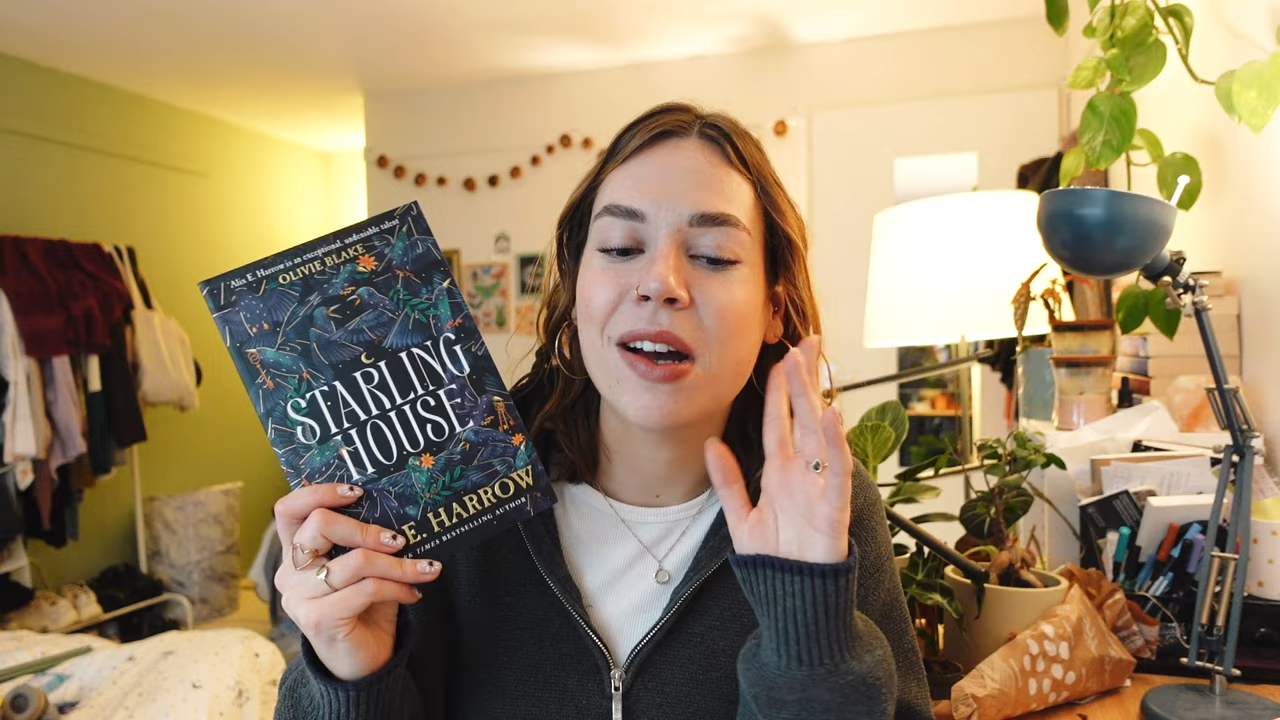 Alix E. Harrow is an exceptional, undeniable talent
OLIVIE BLAKE
STARLING
HOUSE
E. HARROW
TIMES BESTSELLING AUTHOR